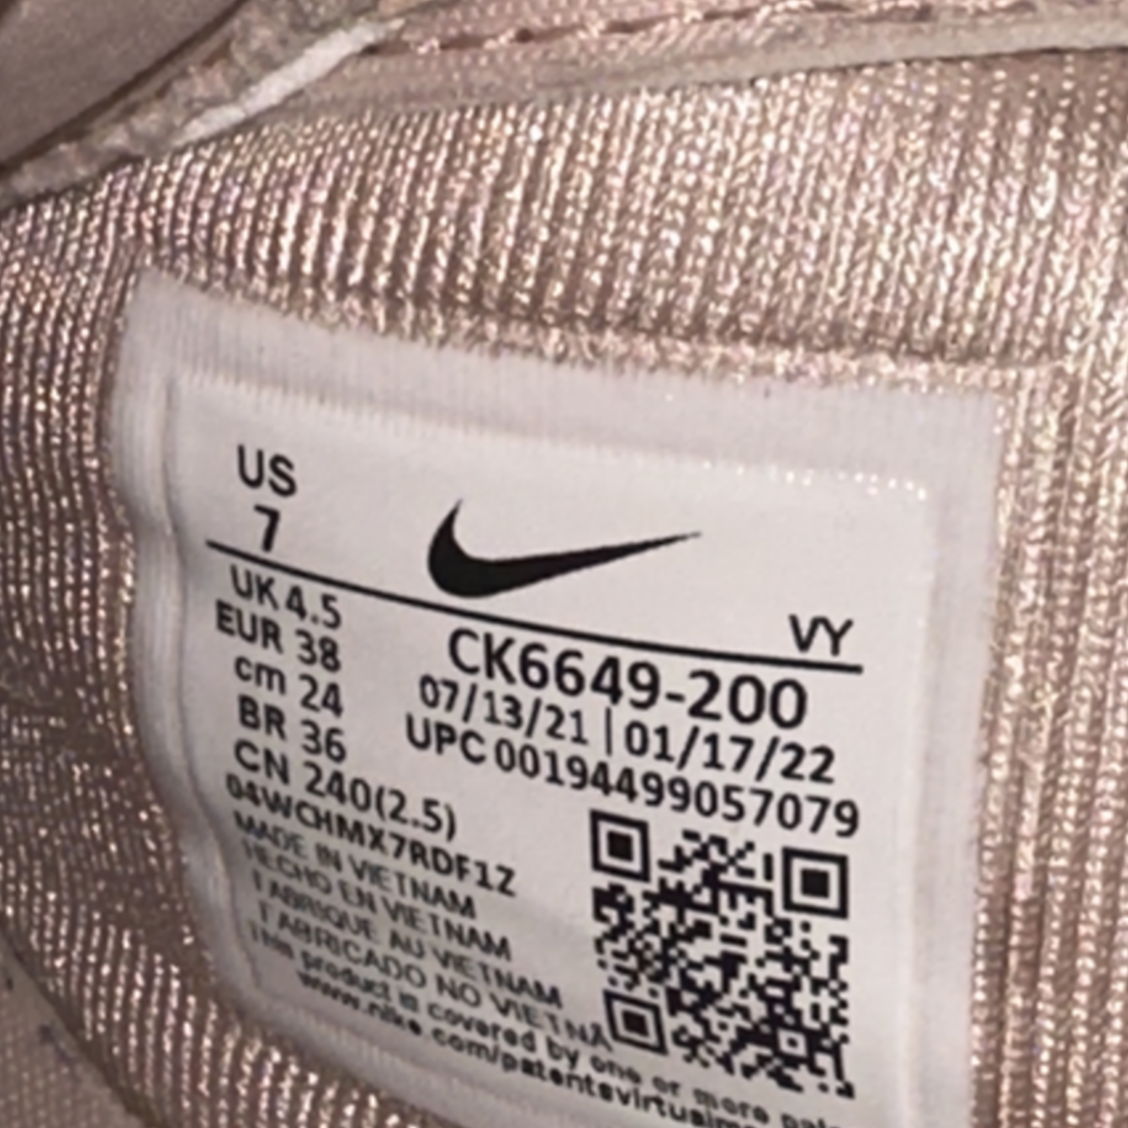 US
7
VY
UK 4.5
EUR 38
cm 24
BR 36
CN 240(2.5)
CK6649-200
07/13/21 | 01/17/22
UPC 00194499057079
04WCHMX7RDF1Z
MADE IN VIETNAM
HECHO EN VIETNAM
FABRIQUE AU VIETNAM
FABRICADO NO VIETNÃ
This product is covered by one or more
www.nike.com/patents